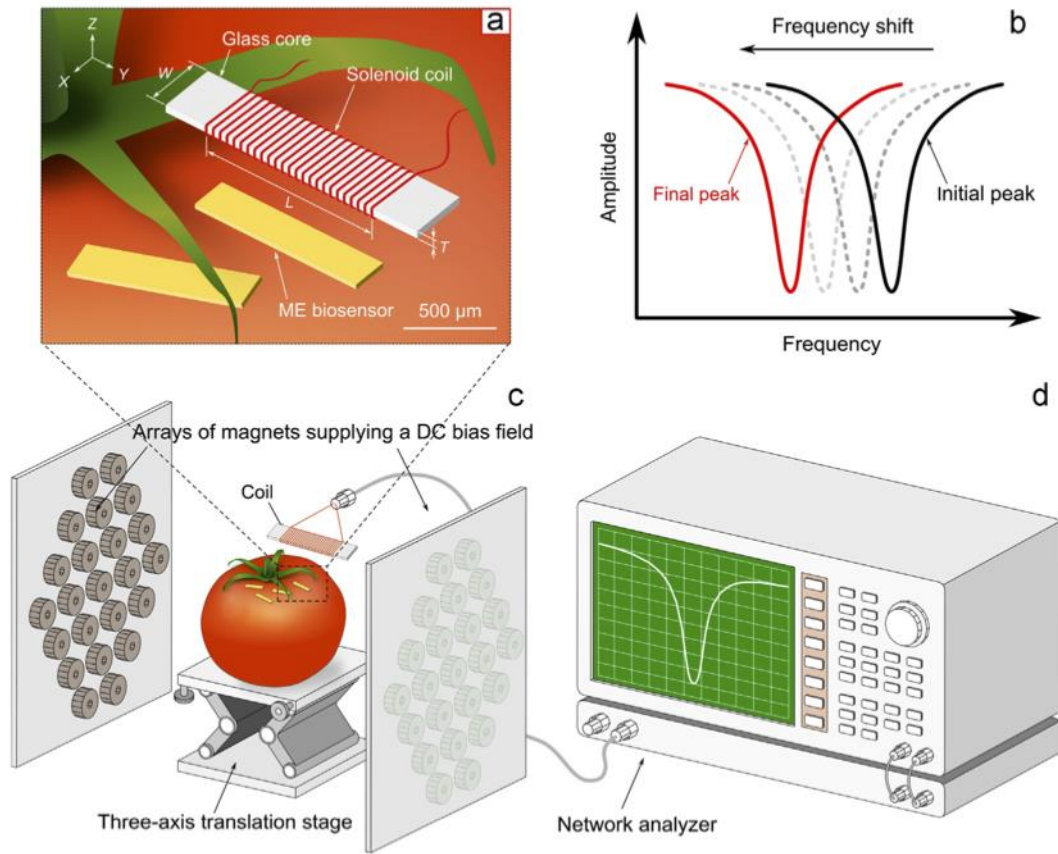 a
Z
X
Y
W
Glass core
Solenoid coil
L
T
ME biosensor
500 µm
b
Frequency shift
Amplitude
Final peak
Initial peak
Frequency
c
Arrays of magnets supplying a DC bias field
Coil
Three-axis translation stage
d
Network analyzer